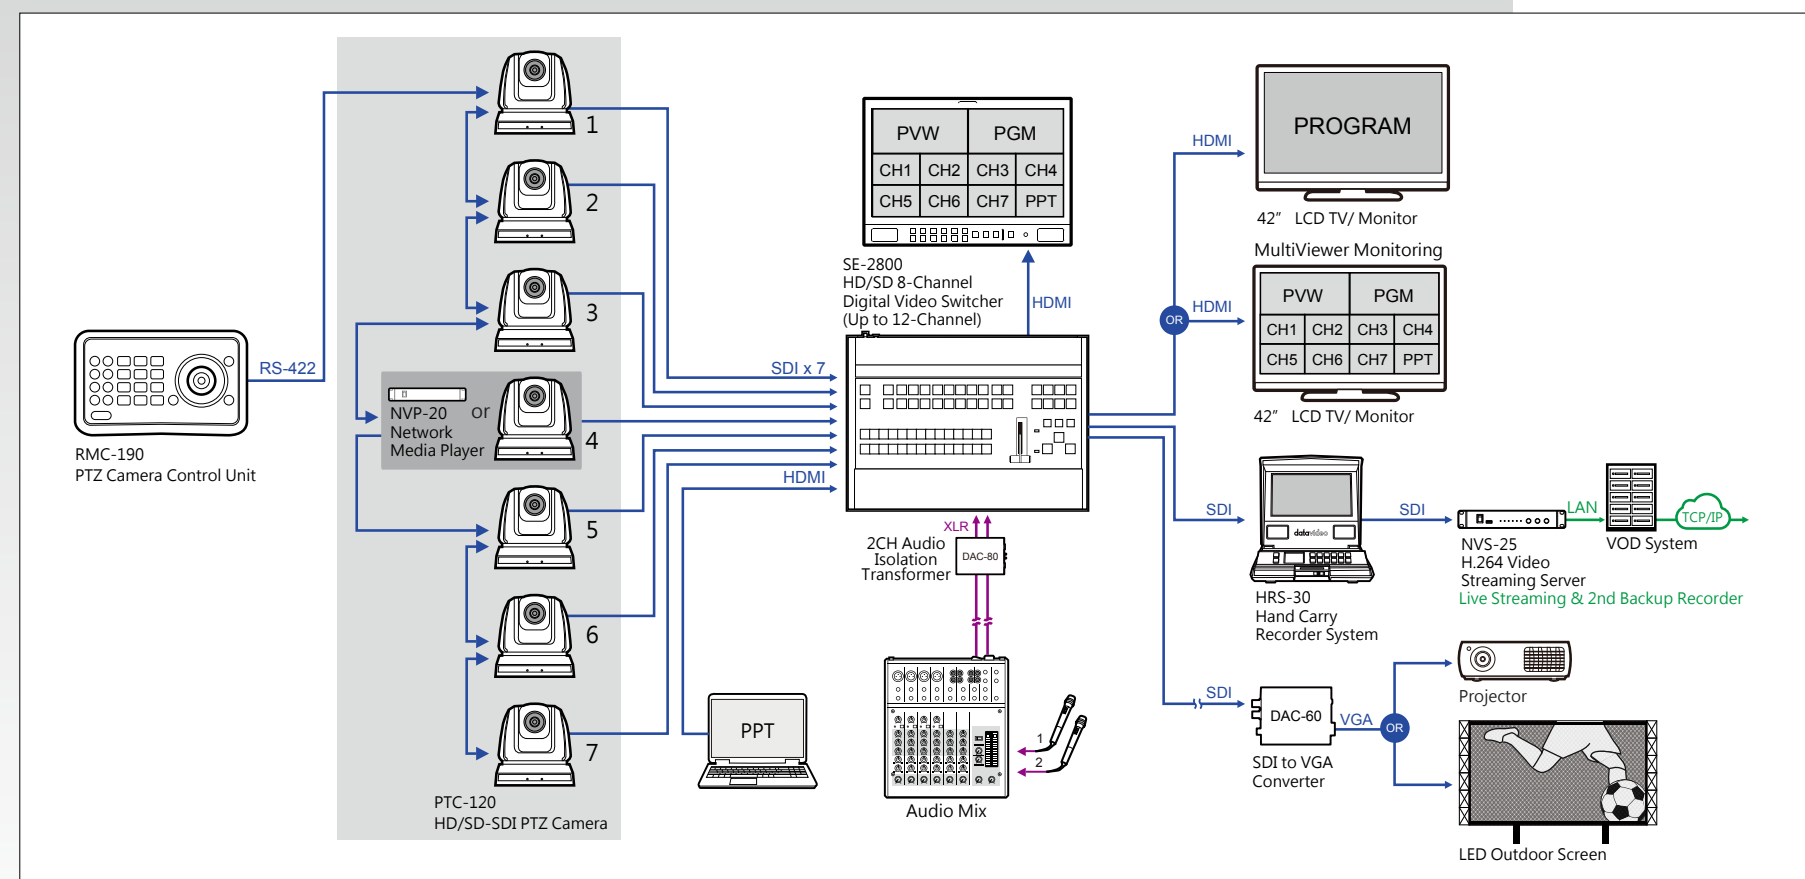 RMC-190
PTZ Camera Control Unit
RS-422
1
2
3
NVP-20 or
Network
Media Player
4
5
6
7
PTC-120
HD/SD-SDI PTZ Camera
SDI x 7
HDMI
PPT
PVW PGM
CH1 CH2 CH3 CH4
CH5 CH6 CH7 PPT
SE-2800
HD/SD 8-Channel
Digital Video Switcher
(Up to 12-Channel)
HDMI
XLR
2CH Audio
Isolation
Transformer
DAC-80
1
2
Audio Mix
HDMI
PROGRAM
42" LCD TV/ Monitor
MultiViewer Monitoring
OR
HDMI
PVW PGM
CH1 CH2 CH3 CH4
CH5 CH6 CH7 PPT
42" LCD TV/ Monitor
SDI
datavideo
HRS-30
Hand Carry
Recorder System
SDI
NVS-25
H.264 Video
Streaming Server
Live Streaming & 2nd Backup Recorder
LAN
VOD System
TCP/IP
SDI
DAC-60
SDI to VGA
Converter
VGA
OR
Projector
LED Outdoor Screen